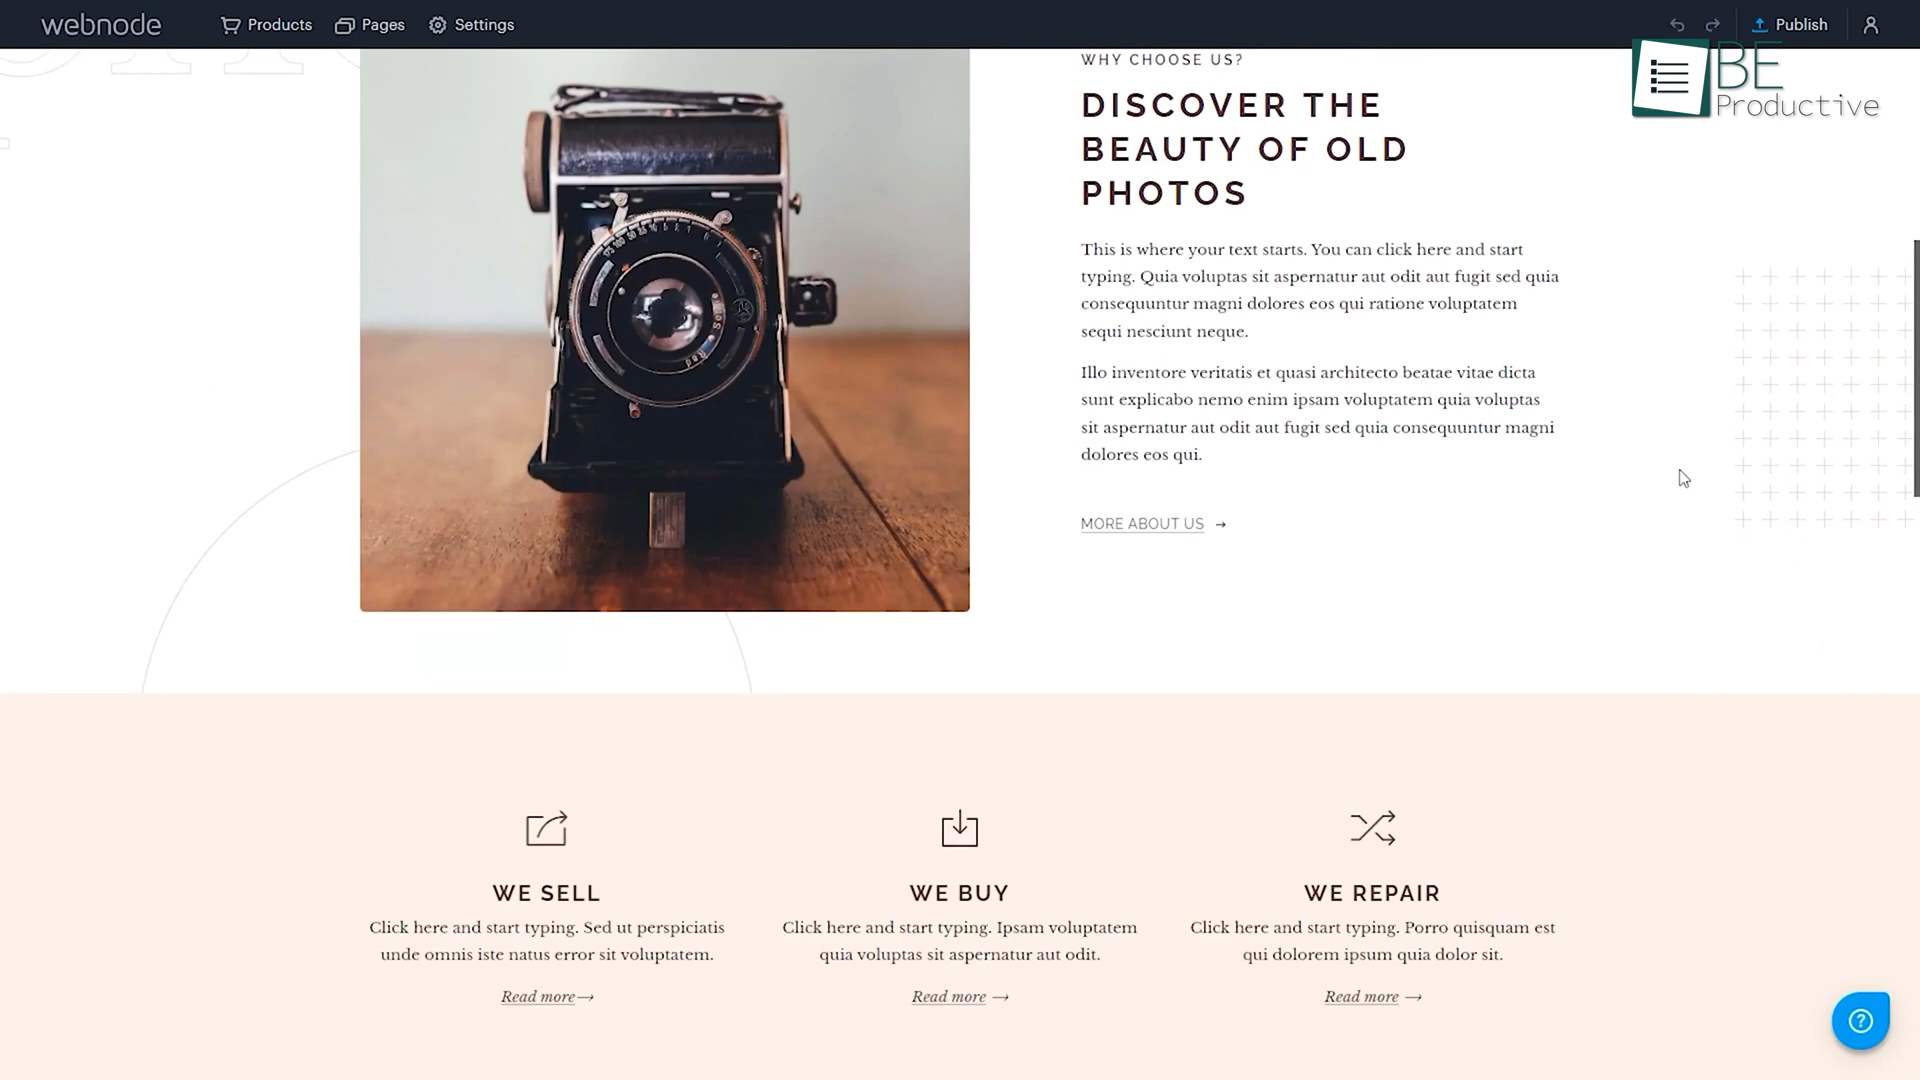 webnode Products Pages Settings Publish
BE
Productive
WHY CHOOSE US?
DISCOVER THE
BEAUTY OF OLD
PHOTOS
This is where your text starts. You can click here and start
typing. Quia voluptas sit aspernatur aut odit aut fugit sed quia
consequuntur magni dolores eos qui ratione voluptatem
sequi nesciunt neque.
Illo inventore veritatis et quasi architecto beatae vitae dicta
sunt explicabo nemo enim ipsam voluptatem quia voluptas
sit aspernatur aut odit aut fugit sed quia consequuntur magni
dolores eos qui.
MORE ABOUT US →
WE SELL
Click here and start typing. Sed ut perspiciatis
unde omnis iste natus error sit voluptatem.
Read more→
WE BUY
Click here and start typing. Ipsam voluptatem
quia voluptas sit aspernatur aut odit.
Read more →
WE REPAIR
Click here and start typing. Porro quisquam est
qui dolorem ipsum quia dolor sit.
Read more →